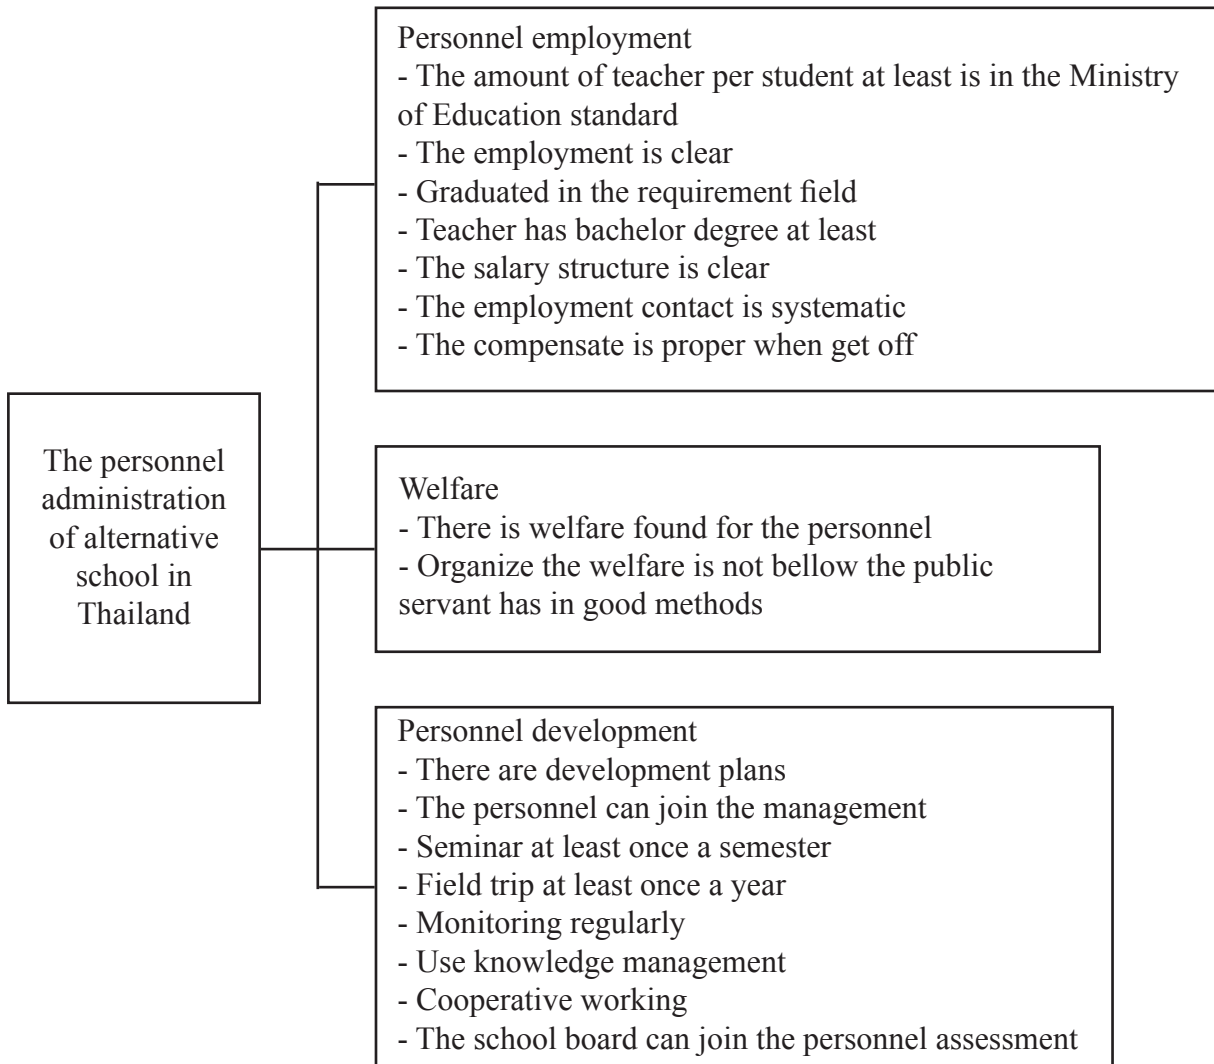 Personnel employment
- The amount of teacher per student at least is in the Ministry
of Education standard
- The employment is clear
- Graduated in the requirement field
- Teacher has bachelor degree at least
- The salary structure is clear
- The employment contact is systematic
- The compensate is proper when get off
The personnel
administration
of alternative
school in
Thailand
Welfare
- There is welfare found for the personnel
- Organize the welfare is not bellow the public
servant has in good methods
Personnel development
- There are development plans
- The personnel can join the management
- Seminar at least once a semester
- Field trip at least once a year
- Monitoring regularly
- Use knowledge management
- Cooperative working
- The school board can join the personnel assessment